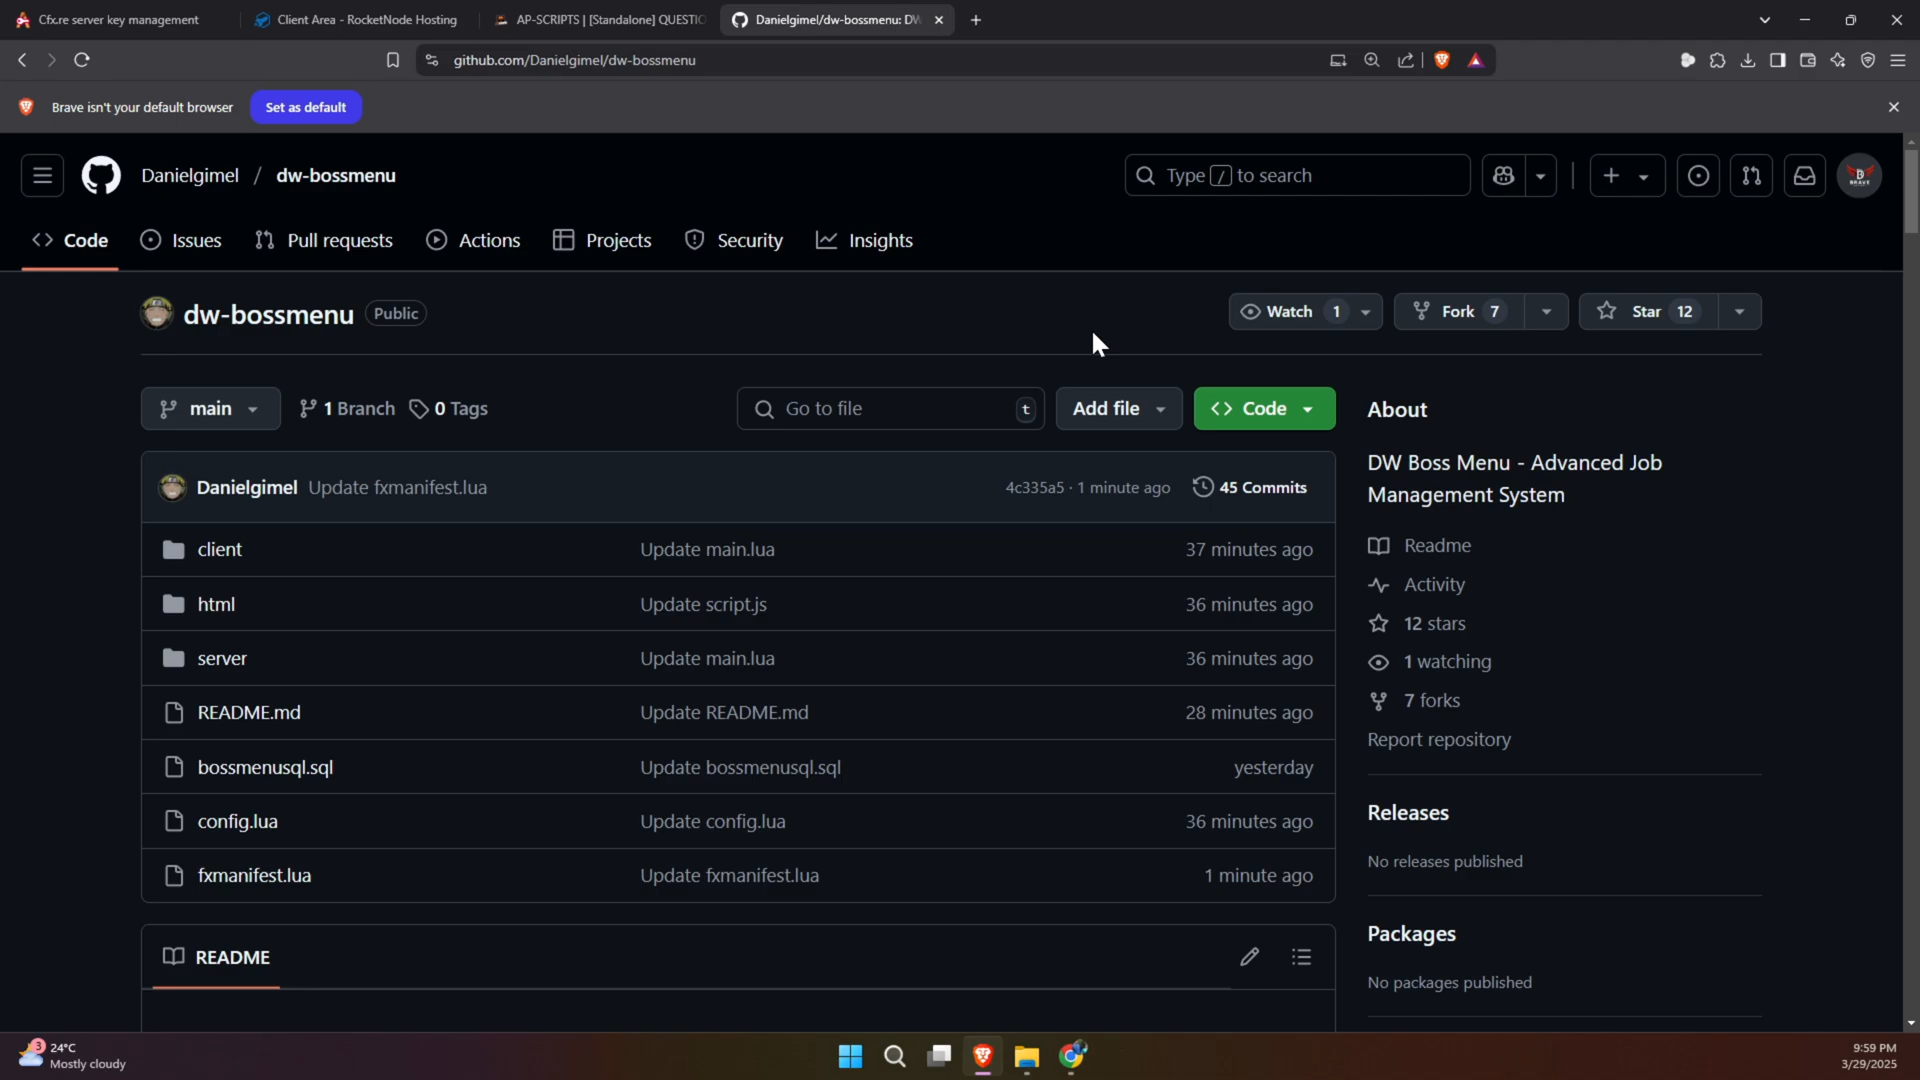 Cfx.re server key management
Client Area - RocketNode Hosting
AP-SCRIPTS | [Standalone] QUESTIO
Danielgimel/dw-bossmenu: DW
github.com/Danielgimel/dw-bossmenu
Brave isn't your default browser
Set as default
Danielgimel / dw-bossmenu
Type / to search
Code
Issues
Pull requests
Actions
Projects
Security
Insights
dw-bossmenu Public
Watch 1
Fork 7
Star 12
main
1 Branch
0 Tags
Go to file t
Add file
Code
Danielgimel Update fxmanifest.lua 4c335a5 · 1 minute ago 45 Commits
client Update main.lua 37 minutes ago
html Update script.js 36 minutes ago
server Update main.lua 36 minutes ago
README.md Update README.md 28 minutes ago
bossmenusql.sql Update bossmenusql.sql yesterday
config.lua Update config.lua 36 minutes ago
fxmanifest.lua Update fxmanifest.lua 1 minute ago
README
About
DW Boss Menu - Advanced Job
Management System
Readme
Activity
12 stars
1 watching
7 forks
Report repository
Releases
No releases published
Packages
No packages published
3
24°C
Mostly cloudy
9:59 PM
3/29/2025